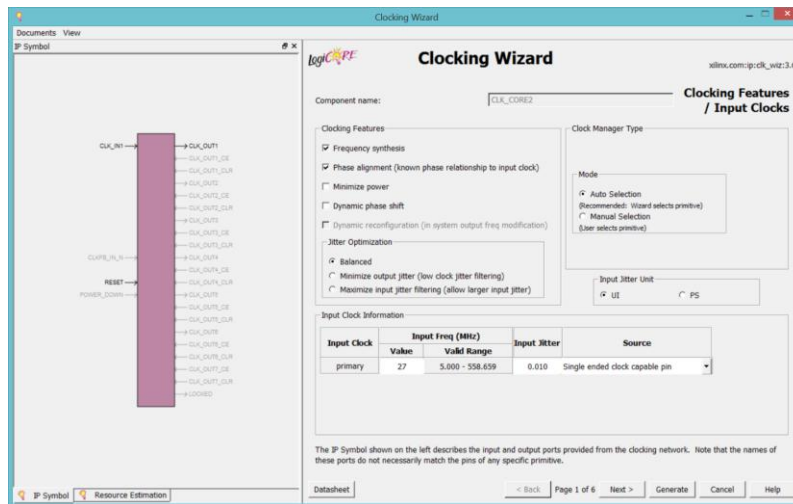 Clocking Wizard
Documents View
IP Symbol
CLK_IN1
CLKFB_IN_N
RESET
POWER_DOWN
CLK_OUT1
CLK_OUT1_CE
CLK_OUT1_CLR
CLK_OUT2
CLK_OUT2_CE
CLK_OUT2_CLR
CLK_OUT3
CLK_OUT3_CE
CLK_OUT3_CLR
CLK_OUT4
CLK_OUT4_CE
CLK_OUT4_CLR
CLK_OUT5
CLK_OUT5_CE
CLK_OUT5_CLR
CLK_OUT6
CLK_OUT6_CE
CLK_OUT6_CLR
CLK_OUT7_CE
CLK_OUT7_CLR
LOCKED
IP Symbol
Resource Estimation
LogiCORE
Clocking Wizard
xilinx.com:ip:clk_wiz:3.6
Component name:
CLK_CORE2
Clocking Features
/ Input Clocks
Clocking Features
Frequency synthesis
Phase alignment (known phase relationship to input clock)
Minimize power
Dynamic phase shift
Dynamic reconfiguration (in system output freq modification)
Jitter Optimization
Balanced
Minimize output jitter (low clock jitter filtering)
Maximize input jitter filtering (allow larger input jitter)
Clock Manager Type
Mode
Auto Selection
(Recommended: Wizard selects primitive)
Manual Selection
(User selects primitive)
Input Jitter Unit
UI
PS
Input Clock Information
Input Clock
Input Freq (MHz)
Value
Valid Range
Input Jitter
Source
primary
27
5.000 - 558.659
0.010
Single ended clock capable pin
The IP Symbol shown on the left describes the input and output ports provided from the clocking network. Note that the names of
these ports do not necessarily match the pins of any specific primitive.
Datasheet
< Back
Page 1 of 6
Next >
Generate
Cancel
Help